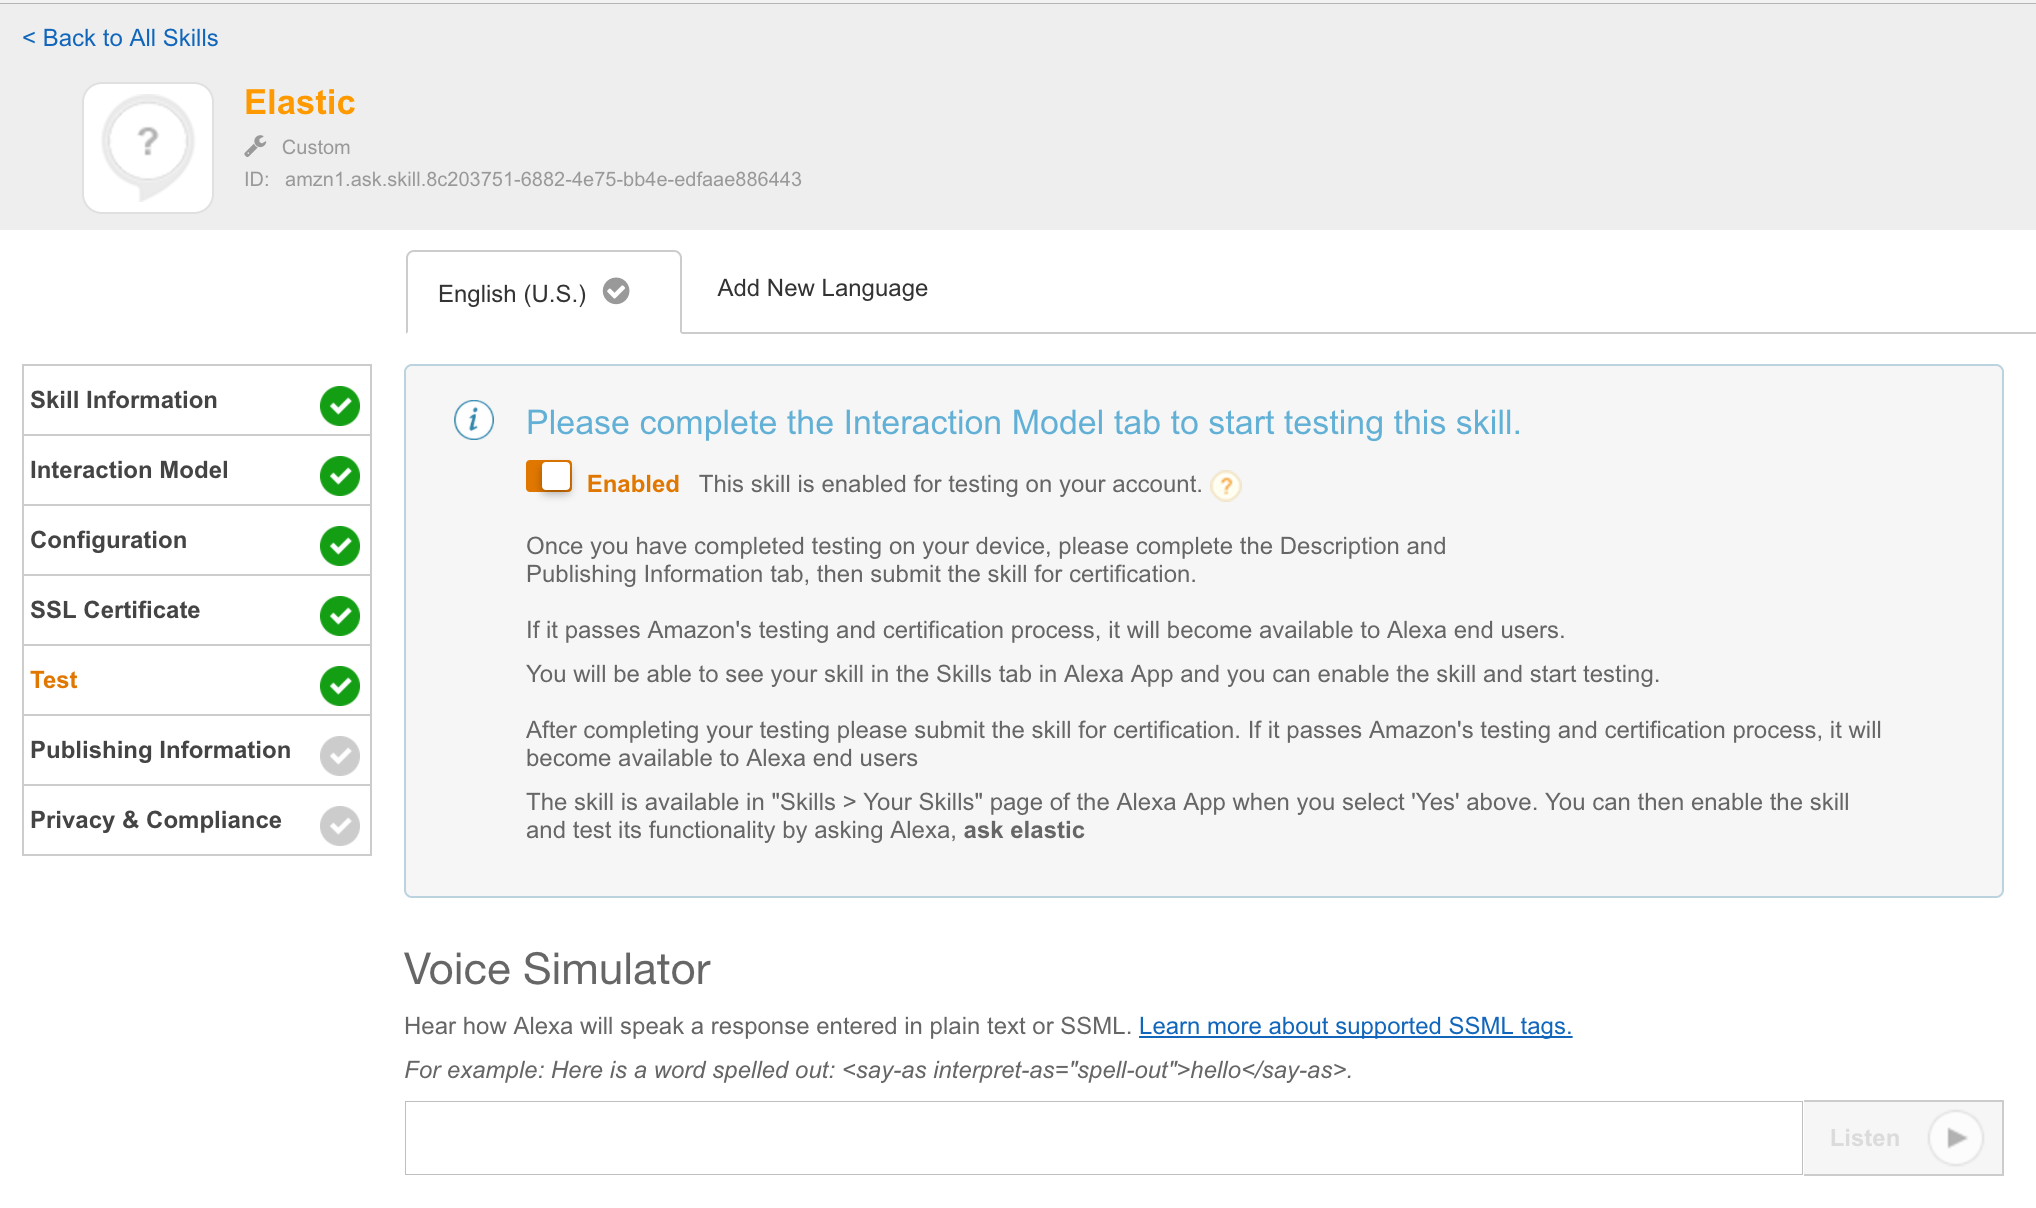 < Back to All Skills
?
Elastic
Custom
ID: amzn1.ask.skill.8c203751-6882-4e75-bb4e-edfaae886443
English (U.S.)
Add New Language
Skill Information
Interaction Model
Configuration
SSL Certificate
Test
Publishing Information
Privacy & Compliance
i Please complete the Interaction Model tab to start testing this skill.
Enabled This skill is enabled for testing on your account. ?
Once you have completed testing on your device, please complete the Description and
Publishing Information tab, then submit the skill for certification.
If it passes Amazon's testing and certification process, it will become available to Alexa end users.
You will be able to see your skill in the Skills tab in Alexa App and you can enable the skill and start testing.
After completing your testing please submit the skill for certification. If it passes Amazon's testing and certification process, it will
become available to Alexa end users
The skill is available in "Skills > Your Skills" page of the Alexa App when you select 'Yes' above. You can then enable the skill
and test its functionality by asking Alexa, ask elastic
Voice Simulator
Hear how Alexa will speak a response entered in plain text or SSML. Learn more about supported SSML tags.
For example: Here is a word spelled out: <say-as interpret-as="spell-out">hello</say-as>.
Listen